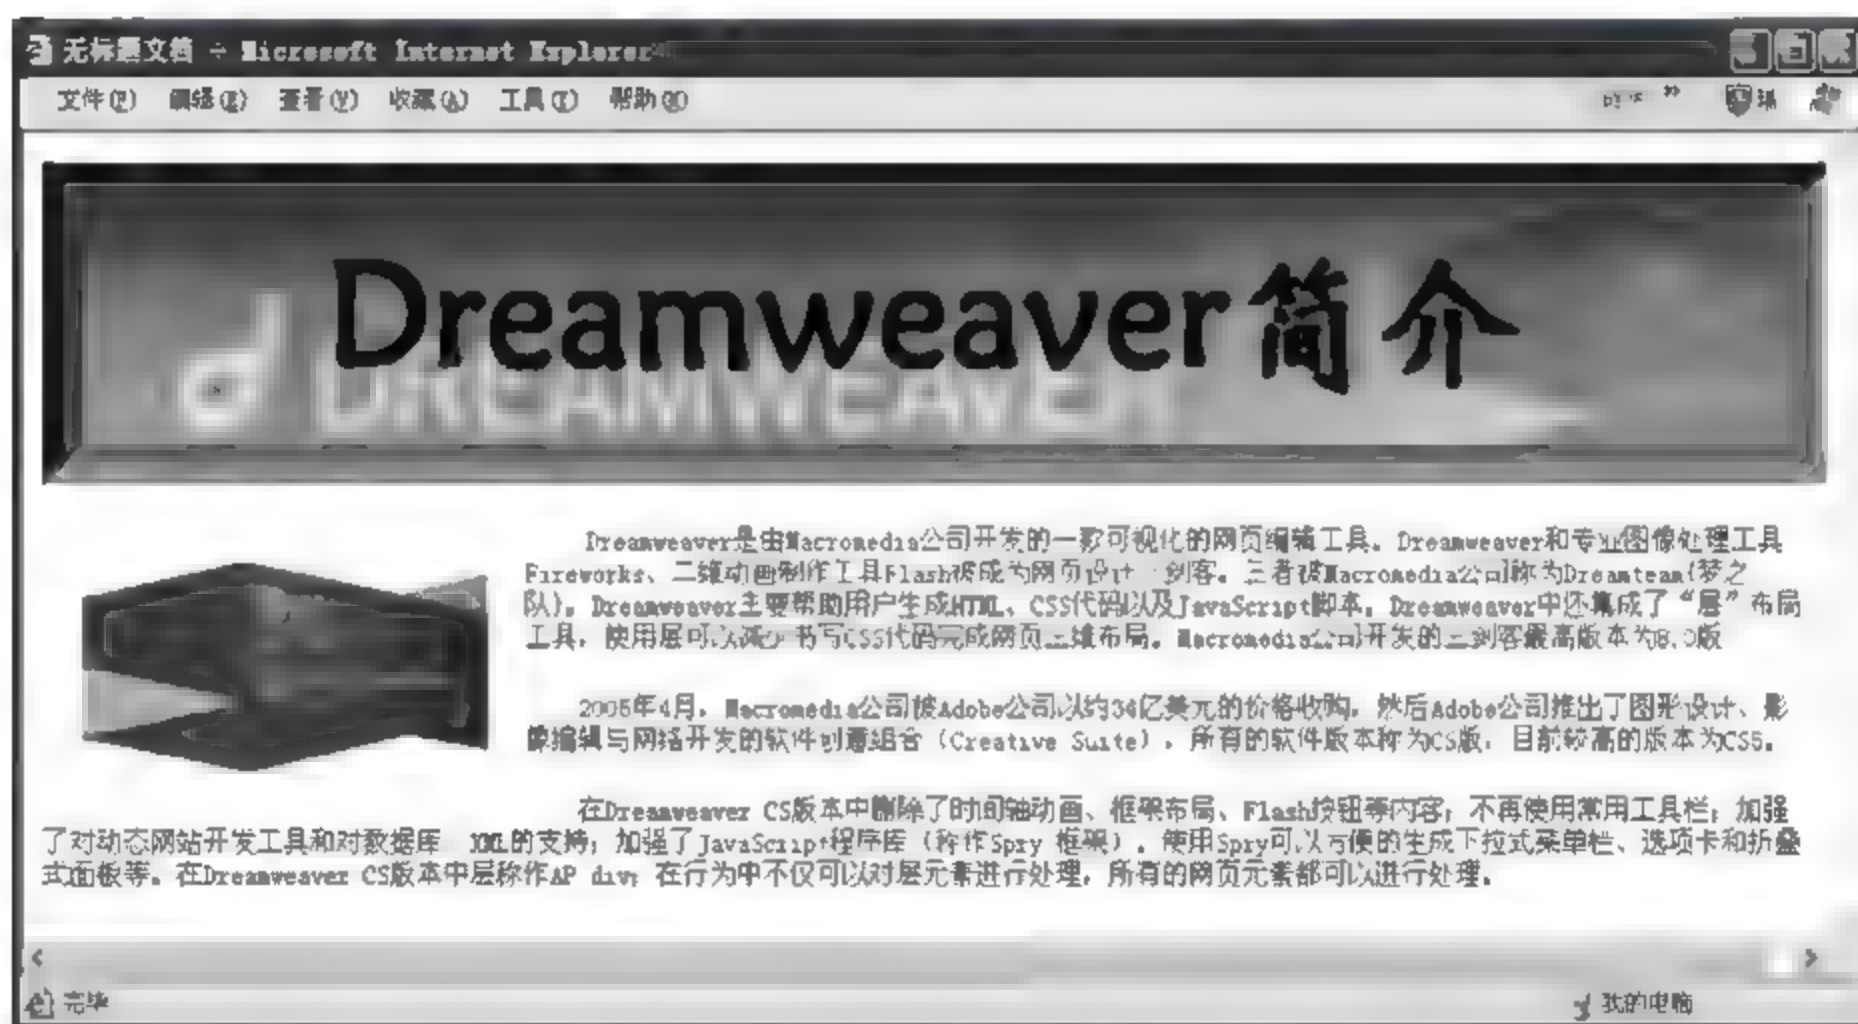 无标题文档 - Microsoft Internet Explorer
文件(F) 编辑(E) 查看(V) 收藏(A) 工具(T) 帮助(H)
Dreamweaver简介
DREAMWEAVER
Dreamweaver是由Macromedia公司开发的一款可视化的网页编辑工具。Dreamweaver和专业图像处理工具
Fireworks、二维动画制作工具Flash被成为网页设计三剑客。三者被Macromedia公司称为Dreamteam(梦之
队)。Dreamweaver主要帮助用户生成HTML、CSS代码以及JavaScript脚本。Dreamweaver中还集成了“层”布局
工具，使用层可以减少书写CSS代码完成网页三维布局。Macromedia公司开发的三剑客最高版本为8.0版
2005年4月，Macromedia公司被Adobe公司以约34亿美元的价格收购，然后Adobe公司推出了图形设计、影
像编辑与网络开发的软件创意组合（Creative Suite），所有的软件版本称为CS版，目前较高的版本为CS5。
在Dreamweaver CS版本中删除了时间轴动画、框架布局、Flash按钮等内容；不再使用常用工具栏；加强
了对动态网站开发工具和对数据库 XML的支持；加强了JavaScript程序库（称作Spry 框架）。使用Spry可以方便的生成下拉式菜单栏、选项卡和折叠
式面板等。在Dreamweaver CS版本中层称作AP div；在行为中不仅可以对层元素进行处理，所有的网页元素都可以进行处理。
完毕 我的电脑